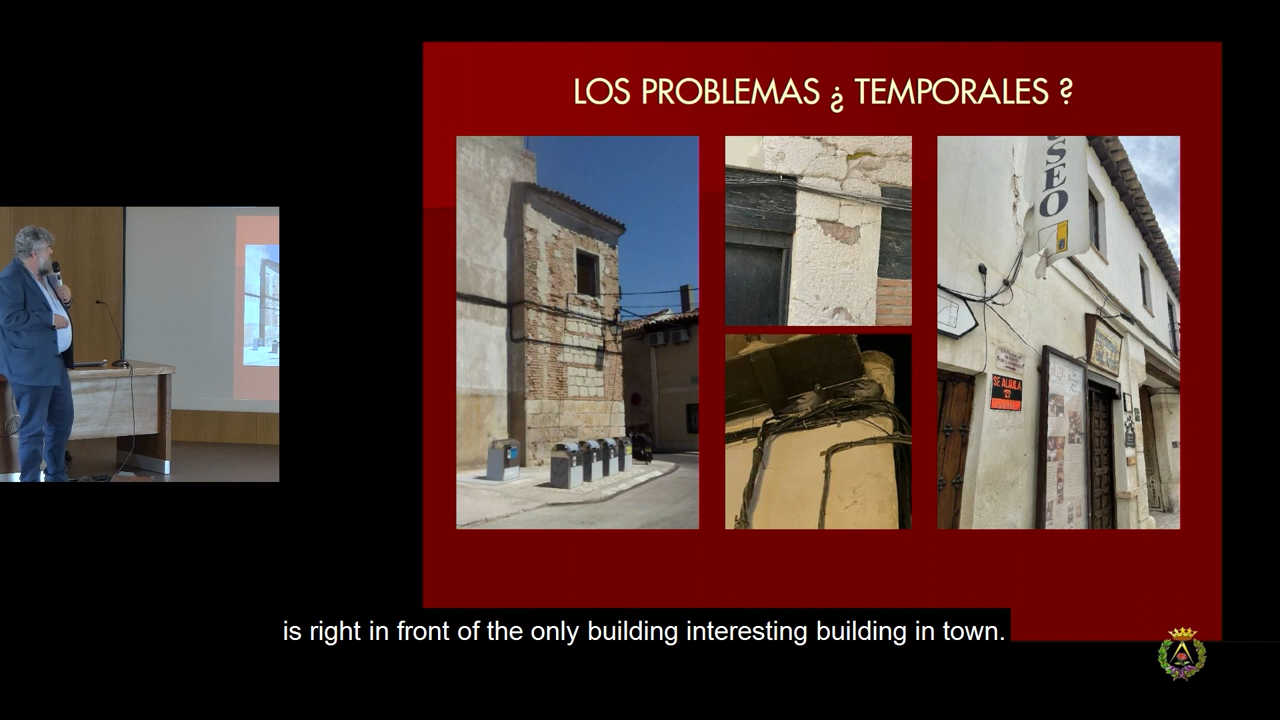 LOS PROBLEMAS ¿ TEMPORALES ?
SEO
SE ALQUILA
is right in front of the only building interesting building in town.